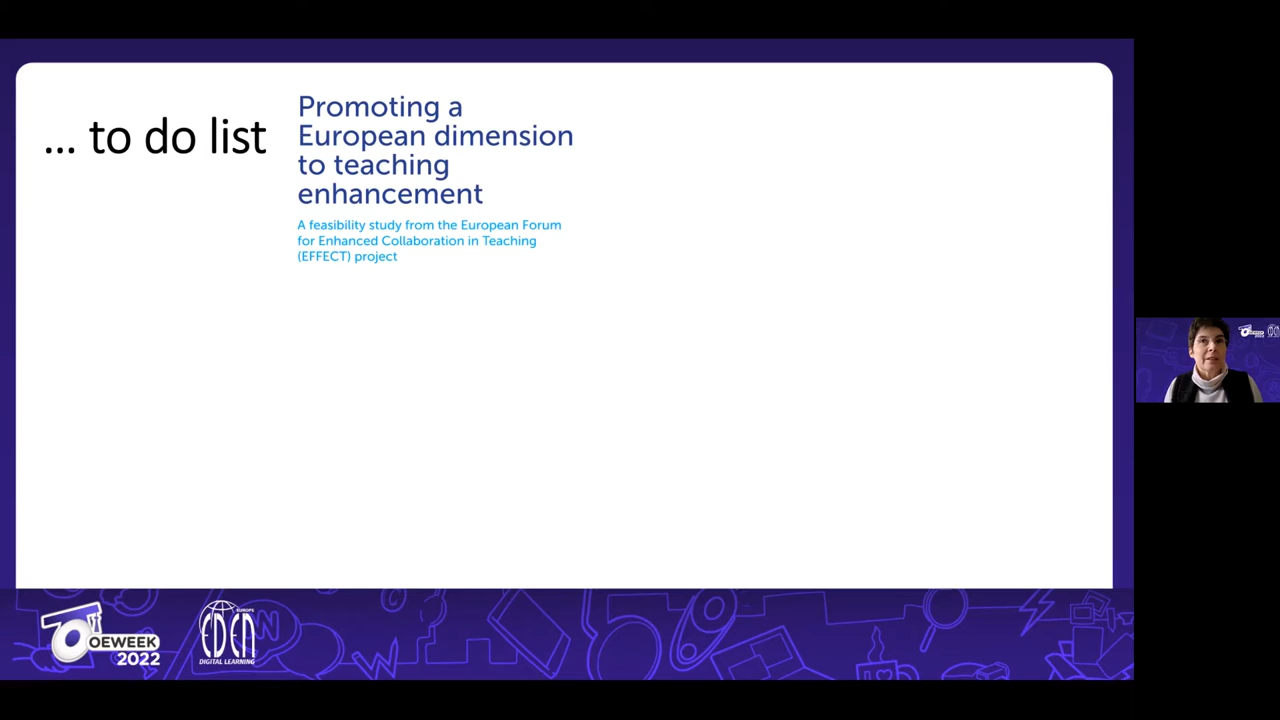 ... to do list
Promoting a
European dimension
to teaching
enhancement
A feasibility study from the European Forum
for Enhanced Collaboration in Teaching
(EFFECT) project
OEWEEK
2022
EUROPE
EDEN
DIGITAL LEARNING